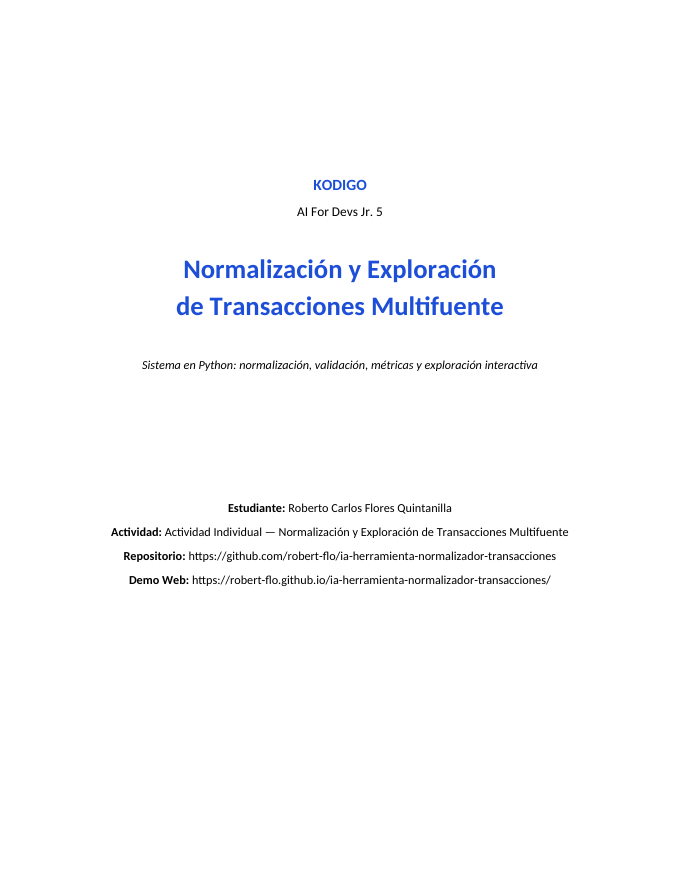 KODIGO
AI For Devs Jr. 5
Normalización y Exploración
de Transacciones Multifuente
Sistema en Python: normalización, validación, métricas y exploración interactiva
Estudiante: Roberto Carlos Flores Quintanilla
Actividad: Actividad Individual — Normalización y Exploración de Transacciones Multifuente
Repositorio: https://github.com/robert-flo/ia-herramienta-normalizador-transacciones
Demo Web: https://robert-flo.github.io/ia-herramienta-normalizador-transacciones/